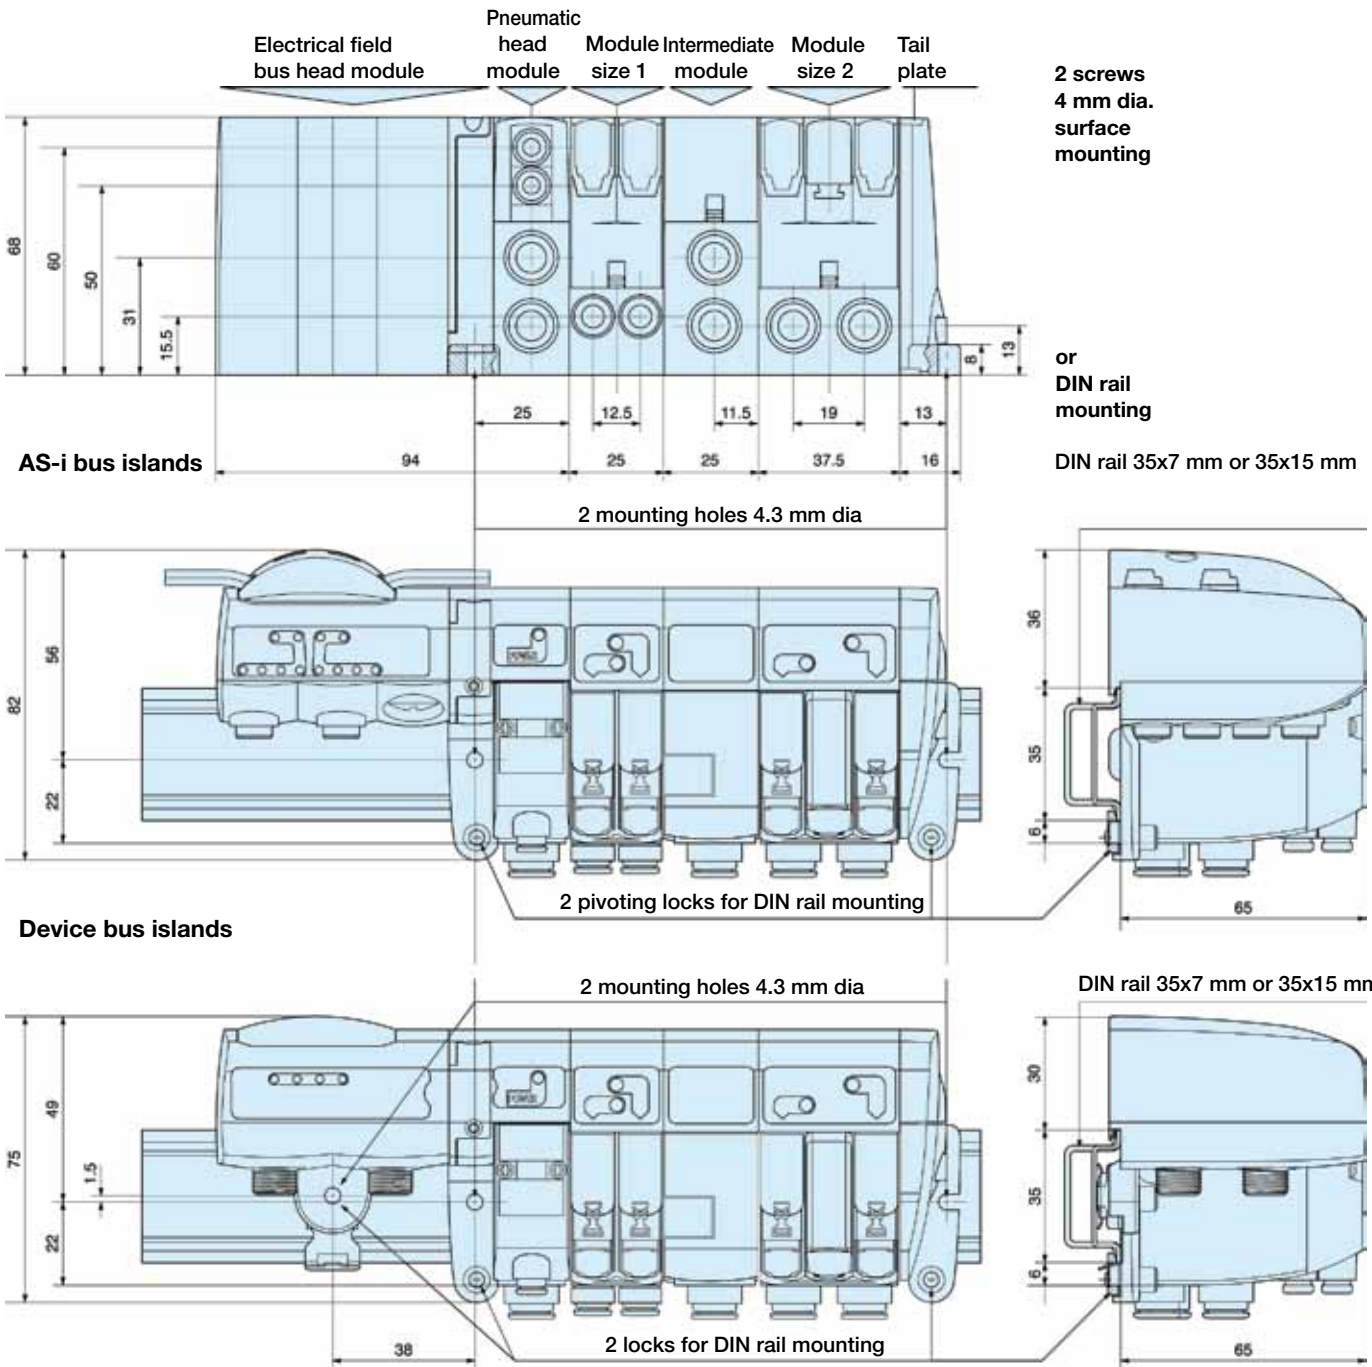 Electrical field
bus head module
Pneumatic
head
module
Module
size 1
Intermediate
module
Module
size 2
Tail
plate
2 screws
4 mm dia.
surface
mounting
68
60
50
31
15.5
8
13
or
DIN rail
mounting
25
12.5
11.5
19
13
AS-i bus islands
94
25
25
37.5
16
DIN rail 35x7 mm or 35x15 mm
2 mounting holes 4.3 mm dia
82
56
22
36
35
6
POWER
2 pivoting locks for DIN rail mounting
65
Device bus islands
2 mounting holes 4.3 mm dia
DIN rail 35x7 mm or 35x15 mm
75
49
1.5
22
30
35
6
POWER
2 locks for DIN rail mounting
38
65